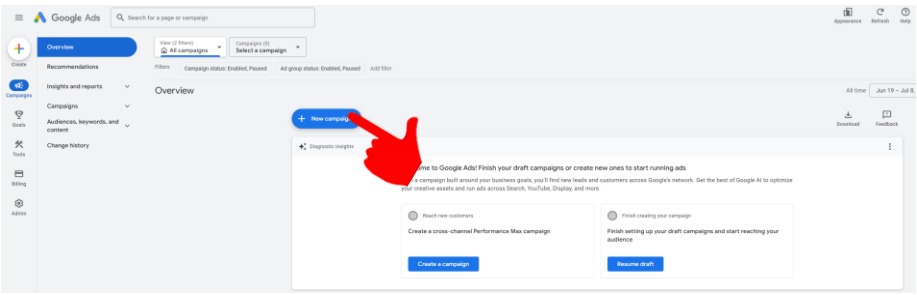 Google Ads
Search for a page or campaign
Appearance
Refresh
Help
Create
Campaigns
Goals
Tools
Billing
Admin
Overview
Recommendations
Insights and reports
Campaigns
Audiences, keywords, and
content
Change history
View (2 filters)
All campaigns
Campaigns (0)
Select a campaign
Filters
Campaign status: Enabled, Paused
Ad group status: Enabled, Paused
Add filter
Overview
All time
Jun 19 – Jul 8,
New campaig
Download
Feedback
Diagnostic insights
me to Google Ads! Finish your draft campaigns or create new ones to start running ads
a campaign built around your business goals, you'll find new leads and customers across Google's network. Get the best of Google AI to optimize
your creative assets and run ads across Search, YouTube, Display, and more.
Reach new customers
Create a cross-channel Performance Max campaign
Create a campaign
Finish creating your campaign
Finish setting up your draft campaigns and start reaching your
audience
Resume draft